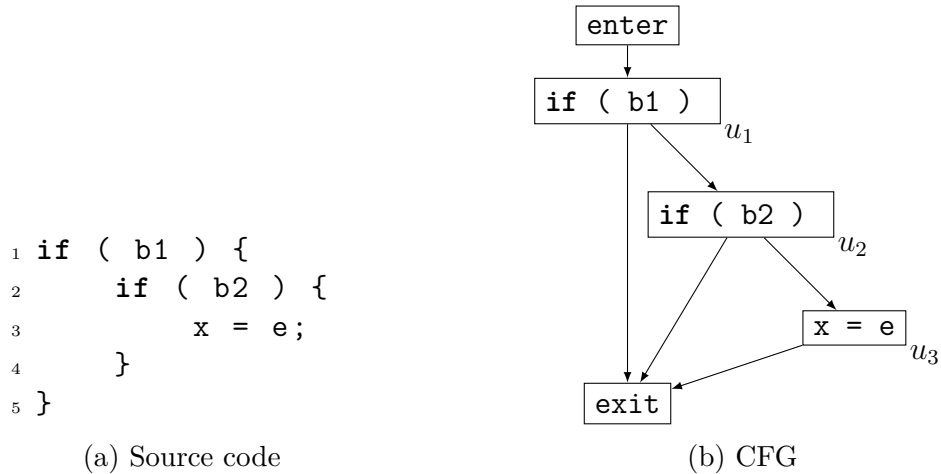 1 if ( b1 ) {
2 if ( b2 ) {
3 x = e;
4 }
5 }
(a) Source code
enter
if ( b1 )
u₁
if ( b2 )
u₂
x = e
u₃
exit
(b) CFG